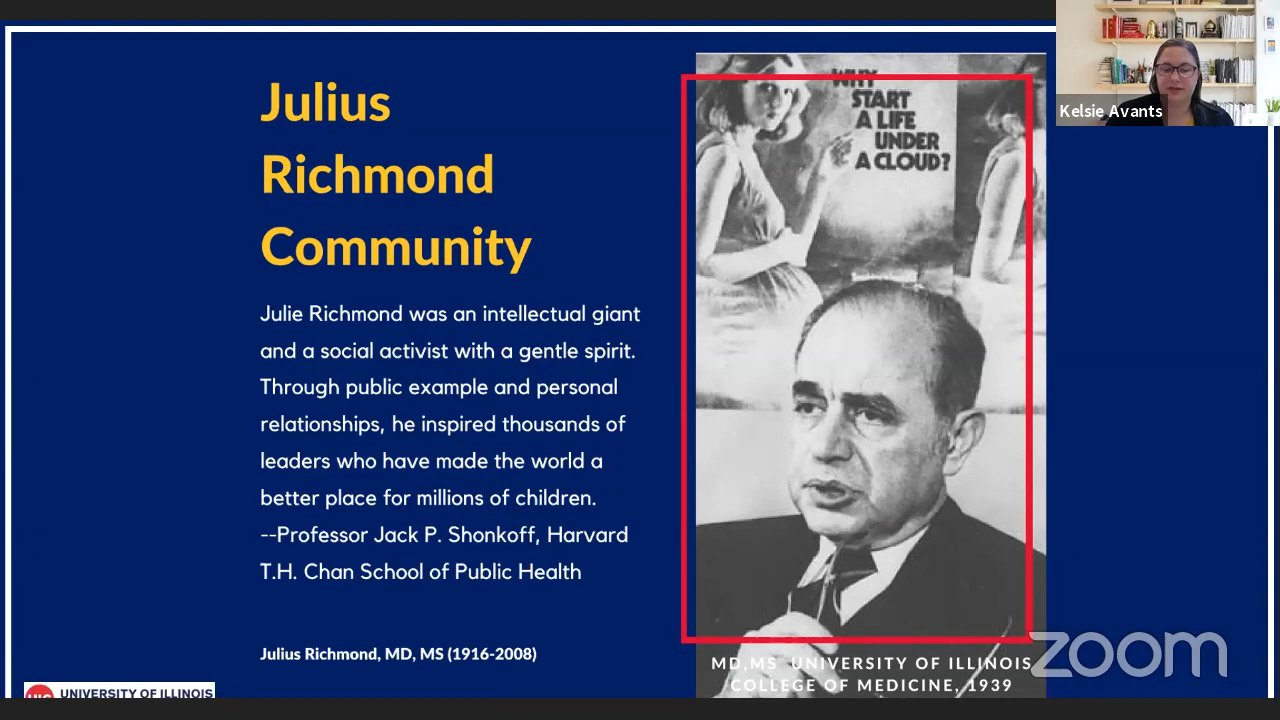 Julius
Richmond
Community
Julie Richmond was an intellectual giant
and a social activist with a gentle spirit.
Through public example and personal
relationships, he inspired thousands of
leaders who have made the world a
better place for millions of children.
--Professor Jack P. Shonkoff, Harvard
T.H. Chan School of Public Health
Julius Richmond, MD, MS (1916-2008)
UNIVERSITY OF ILLINOIS
WHY
START
A LIFE
UNDER
A CLOUD?
MD,MS UNIVERSITY OF ILLINOIS
COLLEGE OF MEDICINE, 1939
Kelsie Avants
zoom